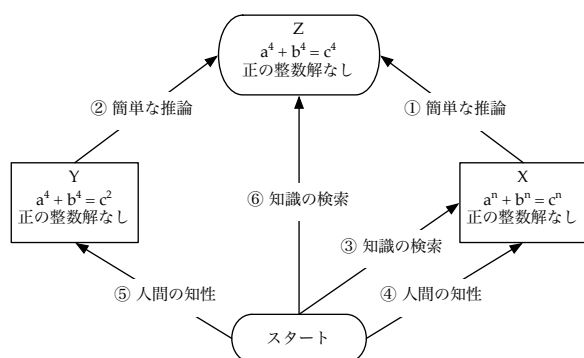 Z
a⁴ + b⁴ = c⁴
正の整数解なし
② 簡単な推論
① 簡単な推論
Y
a⁴ + b⁴ = c²
正の整数解なし
X
aⁿ + bⁿ = cⁿ
正の整数解なし
⑥ 知識の検索
③ 知識の検索
⑤ 人間の知性
④ 人間の知性
スタート